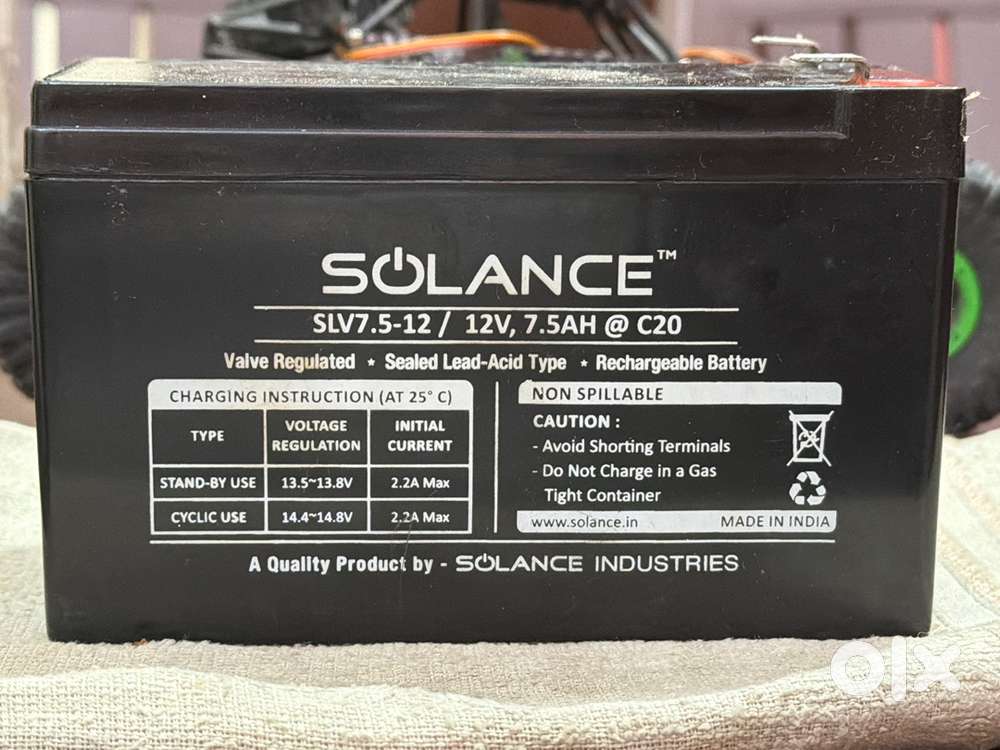 SOLANCE™
SLV7.5-12 / 12V, 7.5AH @ C20
Valve Regulated ★ Sealed Lead-Acid Type ★ Rechargeable Battery
CHARGING INSTRUCTION (AT 25° C)
TYPE VOLTAGE REGULATION INITIAL CURRENT
STAND-BY USE 13.5~13.8V 2.2A Max
CYCLIC USE 14.4~14.8V 2.2A Max
NON SPILLABLE
CAUTION :
- Avoid Shorting Terminals
- Do Not Charge in a Gas
Tight Container
www.solance.in MADE IN INDIA
A Quality Product by - SOLANCE INDUSTRIES
olx